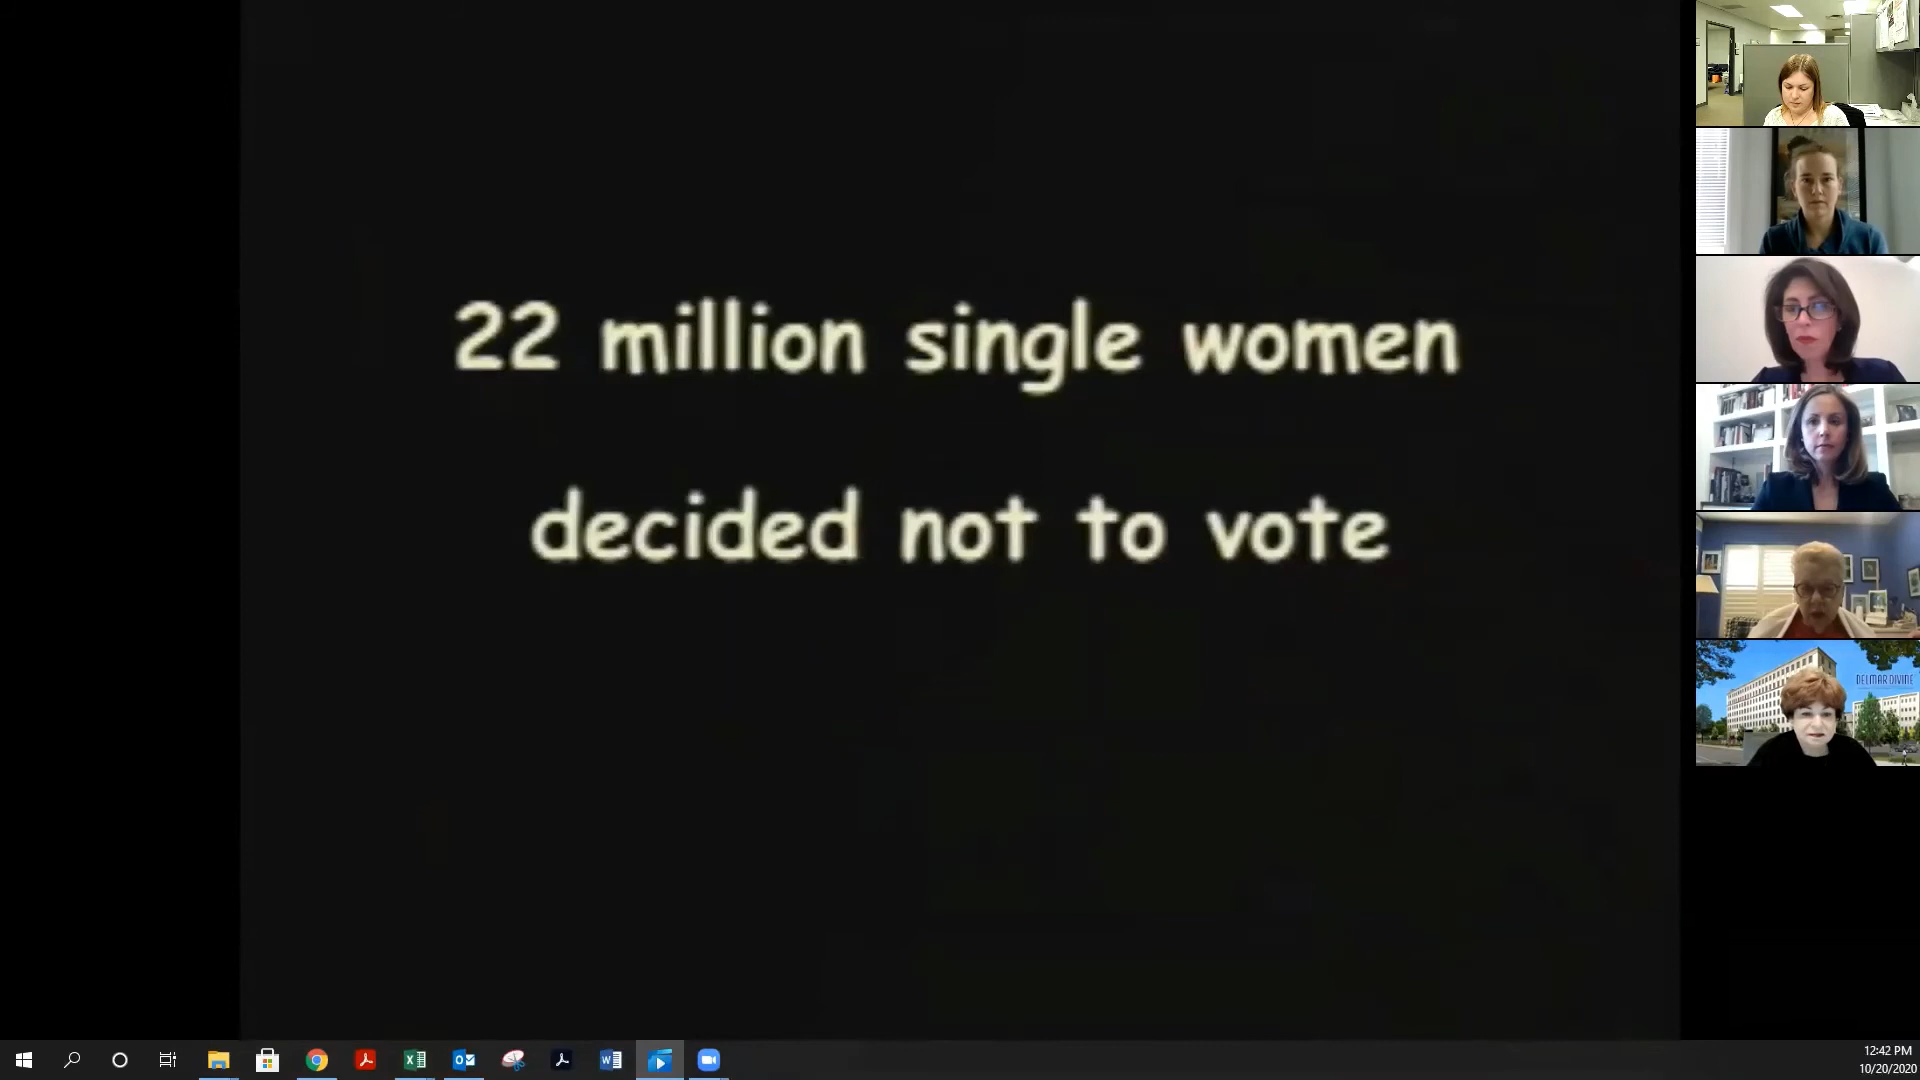 22 million single women
decided not to vote
DELMAR DIVINE
12:42 PM
10/20/2020